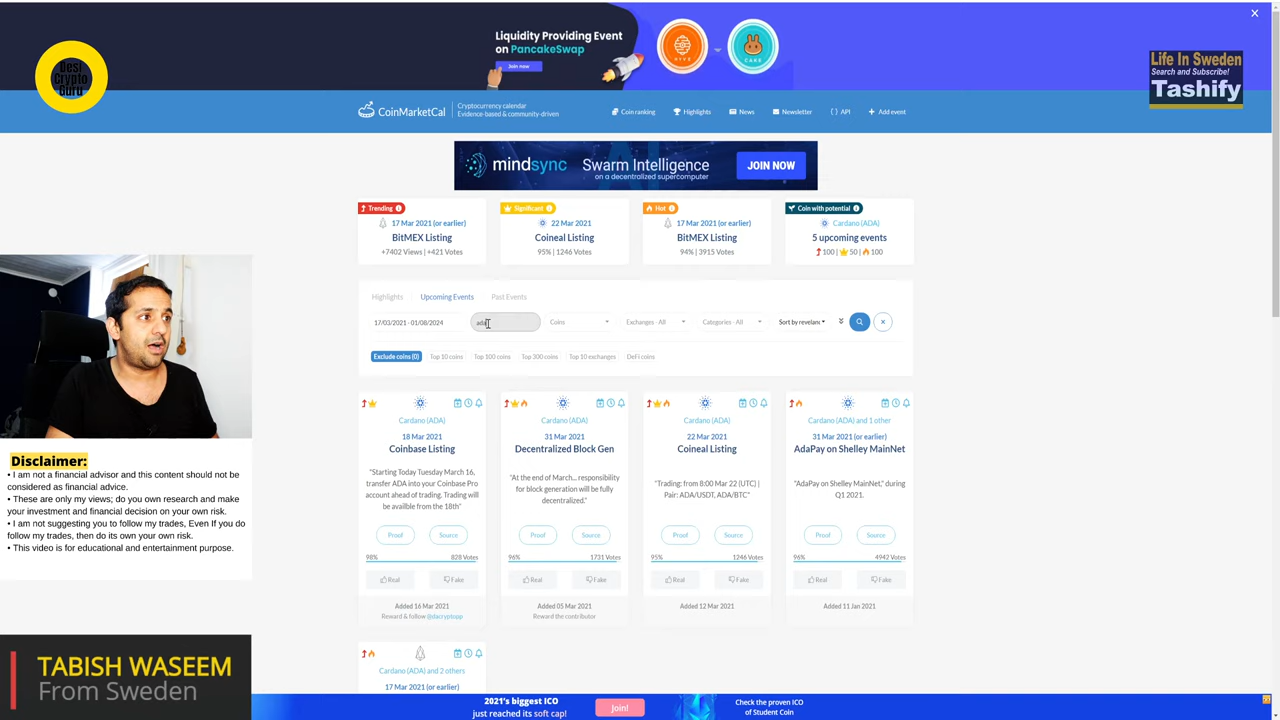 Liquidity Providing Event
on PancakeSwap
Join now
HYPE
CAKE
Best
Crypto
Guru
Life In Sweden
Search and Subscribe!
Tashify
CoinMarketCal
Cryptocurrency calendar
Evidence-based & community-driven
Coin ranking
Highlights
News
Newsletter
API
Add event
mindsync
Swarm Intelligence
on a decentralized supercomputer
JOIN NOW
Trending
17 Mar 2021 (or earlier)
BitMEX Listing
+7402 Views | +421 Votes
Significant
22 Mar 2021
Coineal Listing
95% | 1246 Votes
Hot
17 Mar 2021 (or earlier)
BitMEX Listing
94% | 3915 Votes
Coin with potential
Cardano (ADA)
5 upcoming events
100 | 50 | 100
Highlights
Upcoming Events
Past Events
17/03/2021 - 01/08/2024
ada
Coins
Exchanges - All
Categories - All
Sort by revelance
Exclude coins (0)
Top 10 coins
Top 100 coins
Top 300 coins
Top 10 exchanges
DeFi coins
Cardano (ADA)
18 Mar 2021
Coinbase Listing
"Starting Today Tuesday March 16,
transfer ADA into your Coinbase Pro
account ahead of trading. Trading
will be availble from the 18th"
Proof
Source
98%
828 Votes
Real
Fake
Added 16 Mar 2021
Reward & follow @dacryptopp
Cardano (ADA)
31 Mar 2021
Decentralized Block Gen
"At the end of March... responsibility
for block generation will be fully
decentralized."
Proof
Source
96%
1731 Votes
Real
Fake
Added 05 Mar 2021
Reward the contributor
Cardano (ADA)
22 Mar 2021
Coineal Listing
"Trading: from 8:00 Mar 22 (UTC) |
Pair: ADA/USDT, ADA/BTC"
Proof
Source
95%
1246 Votes
Real
Fake
Added 12 Mar 2021
Cardano (ADA) and 1 other
31 Mar 2021 (or earlier)
AdaPay on Shelley MainNet
"AdaPay on Shelley MainNet," during
Q1 2021.
Proof
Source
96%
4942 Votes
Real
Fake
Added 11 Jan 2021
Cardano (ADA) and 2 others
17 Mar 2021 (or earlier)
Disclaimer:
• I am not a financial advisor and this content should not be
considered as financial advice.
• These are only my views; do you own research and make
your investment and financial decision on your own risk.
• I am not suggesting you to follow my trades, Even If you do
follow my trades, then do its own your own risk.
• This video is for educational and entertainment purpose.
TABISH WASEEM
From Sweden
2021's biggest ICO
just reached its soft cap!
Join!
Check the proven ICO
of Student Coin